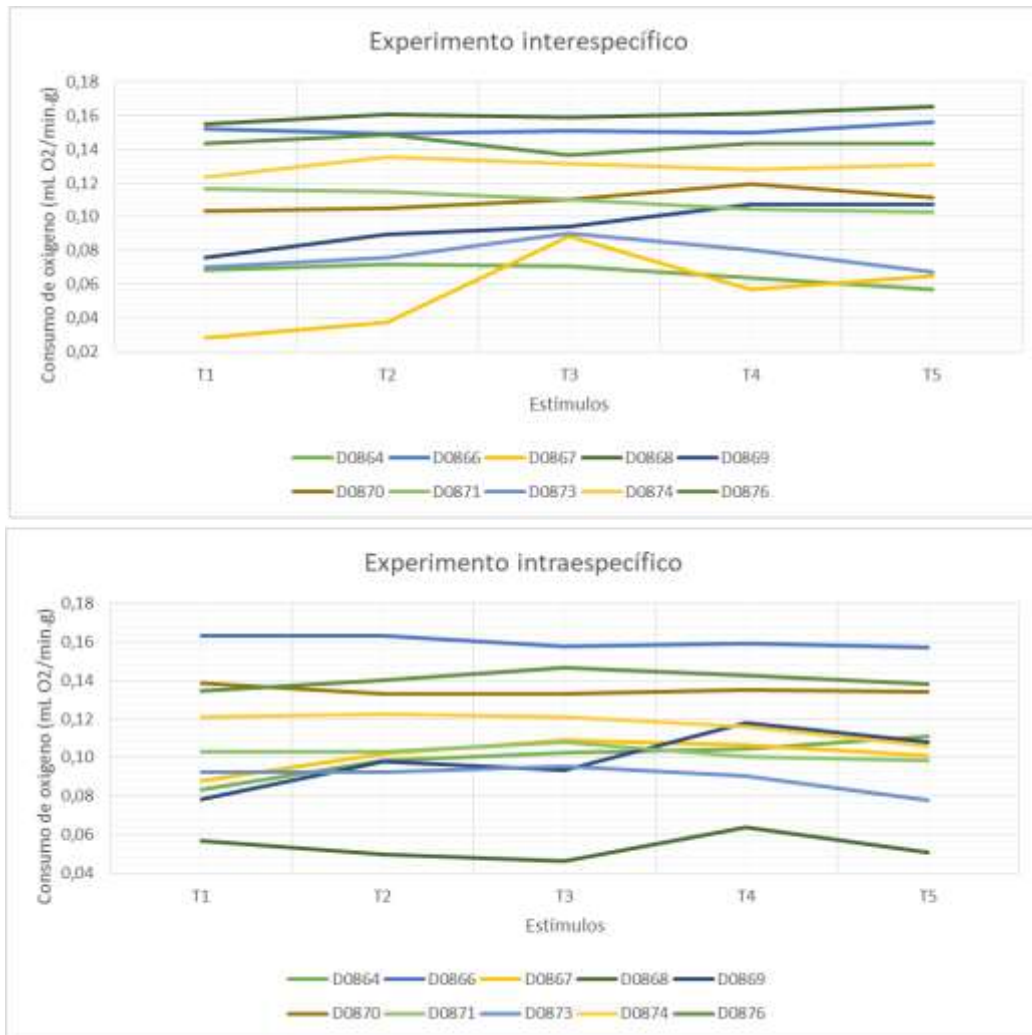 Experimento interespecífico
Consumo de oxigeno (mL O2/min.g)
0,18
0,16
0,14
0,12
0,10
0,08
0,06
0,04
0,02
T1 T2 T3 T4 T5
Estímulos
D0864 D0866 D0867 D0868 D0869
D0870 D0871 D0873 D0874 D0876
Experimento intraespecífico
Consumo de oxigeno (mL O2/min.g)
0,18
0,16
0,14
0,12
0,10
0,08
0,06
0,04
T1 T2 T3 T4 T5
Estímulos
D0864 D0866 D0867 D0868 D0869
D0870 D0871 D0873 D0874 D0876